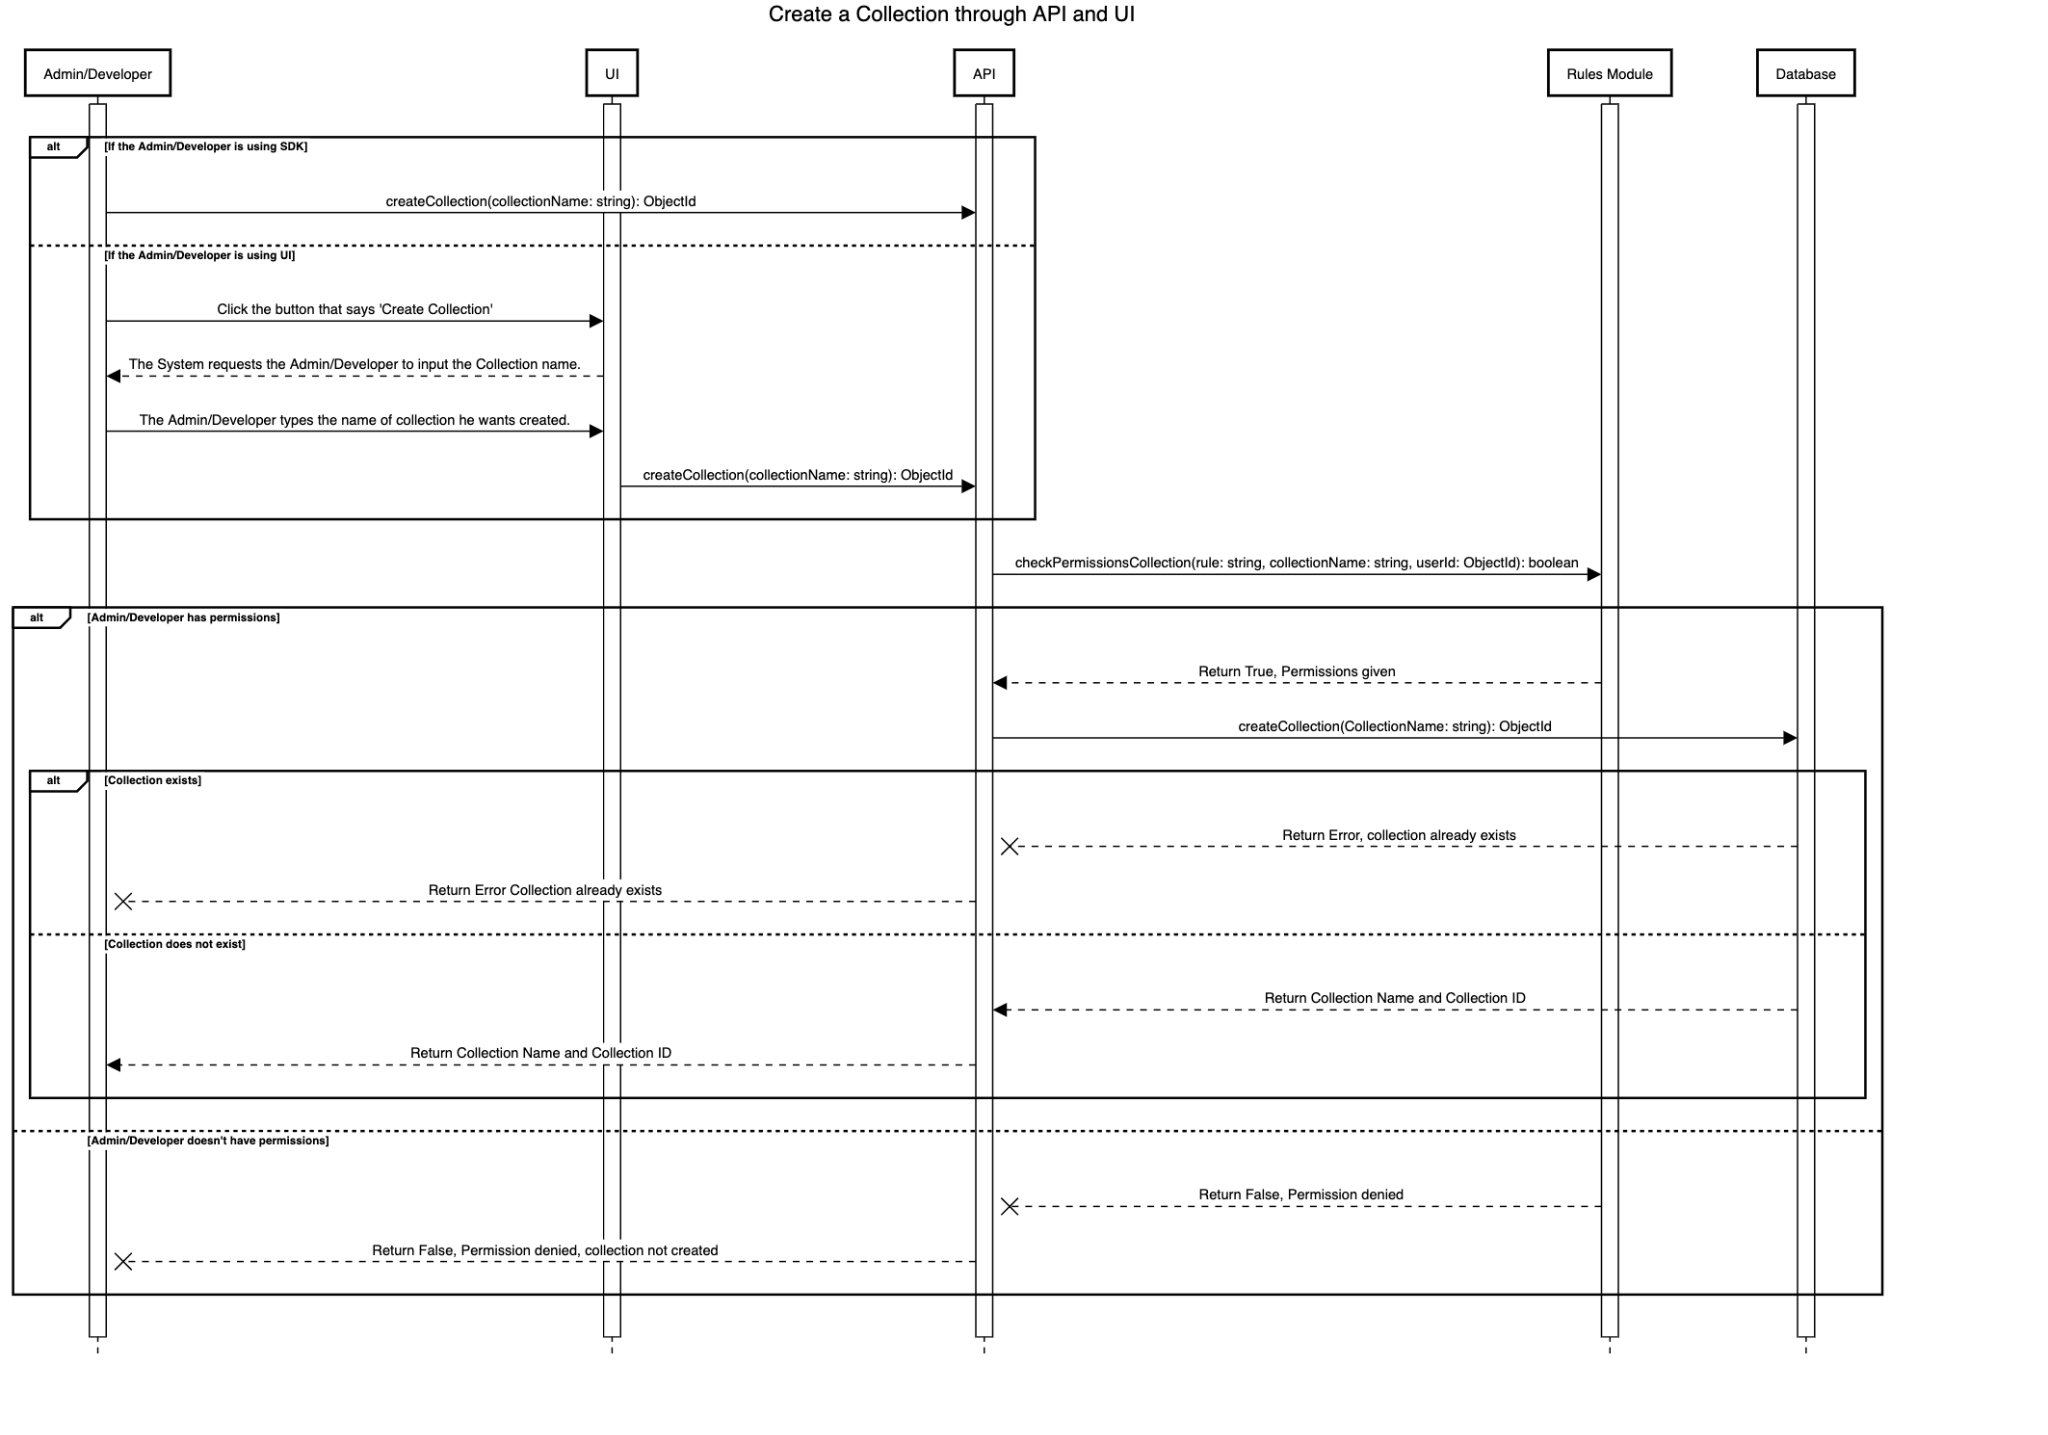 Create a Collection through API and UI
Admin/Developer
UI
API
Rules Module
Database
alt
[If the Admin/Developer is using SDK]
createCollection(collectionName: string): ObjectId
[If the Admin/Developer is using UI]
Click the button that says 'Create Collection'
The System requests the Admin/Developer to input the Collection name.
The Admin/Developer types the name of collection he wants created.
createCollection(collectionName: string): ObjectId
checkPermissionsCollection(rule: string, collectionName: string, userId: ObjectId): boolean
alt
[Admin/Developer has permissions]
Return True, Permissions given
createCollection(CollectionName: string): ObjectId
alt
[Collection exists]
Return Error, collection already exists
Return Error Collection already exists
[Collection does not exist]
Return Collection Name and Collection ID
Return Collection Name and Collection ID
[Admin/Developer doesn't have permissions]
Return False, Permission denied
Return False, Permission denied, collection not created